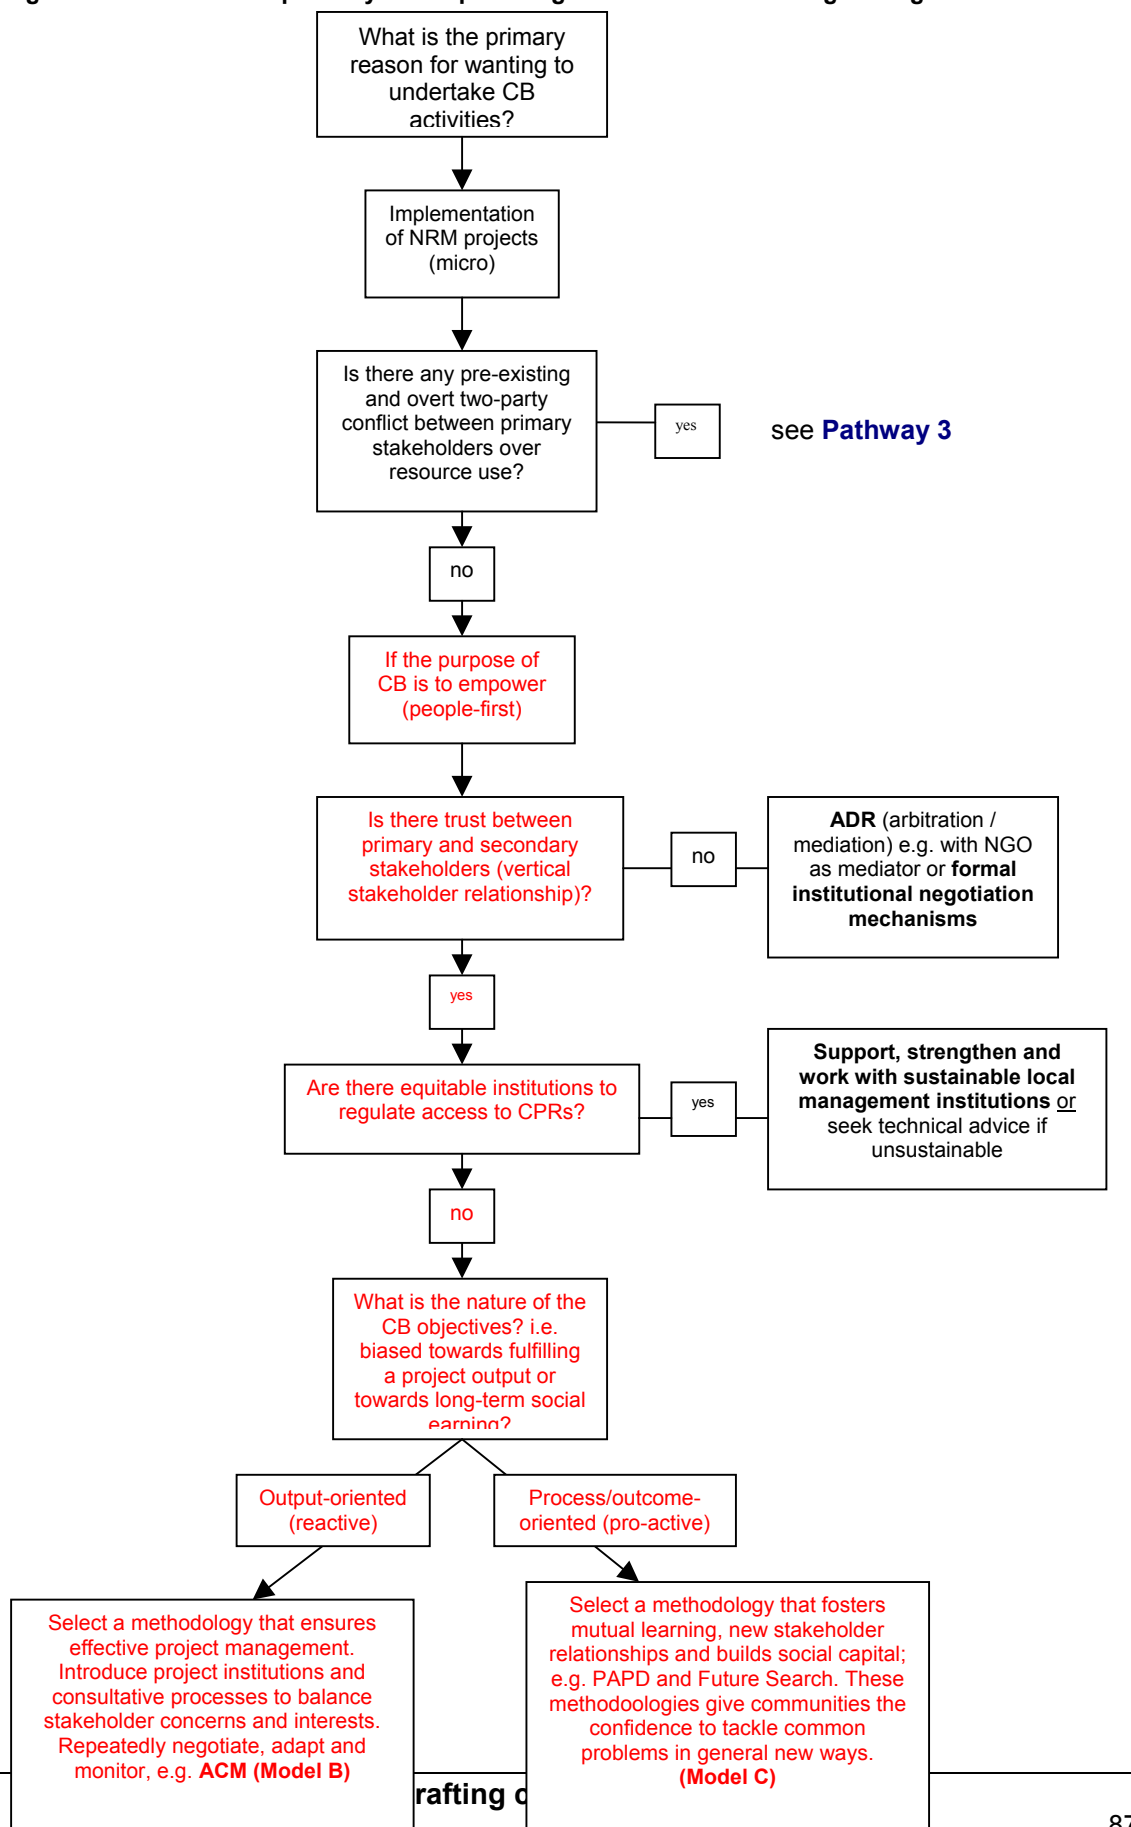 What is the primary
reason for wanting to
undertake CB
activities?
Implementation
of NRM projects
(micro)
Is there any pre-existing
and overt two-party
conflict between primary
stakeholders over
resource use?
yes
see Pathway 3
no
If the purpose of
CB is to empower
(people-first)
Is there trust between
primary and secondary
stakeholders (vertical
stakeholder relationship)?
no
ADR (arbitration /
mediation) e.g. with NGO
as mediator or formal
institutional negotiation
mechanisms
yes
Are there equitable institutions to
regulate access to CPRs?
yes
Support, strengthen and
work with sustainable local
management institutions or
seek technical advice if
unsustainable
no
What is the nature of the
CB objectives? i.e.
biased towards fulfilling
a project output or
towards long-term social
earning?
Output-oriented
(reactive)
Process/outcome-
oriented (pro-active)
Select a methodology that ensures
effective project management.
Introduce project institutions and
consultative processes to balance
stakeholder concerns and interests.
Repeatedly negotiate, adapt and
monitor, e.g. ACM (Model B)
Select a methodology that fosters
mutual learning, new stakeholder
relationships and builds social capital;
e.g. PAPD and Future Search. These
methodoologies give communities the
confidence to tackle common
problems in general new ways.
(Model C)
rafting
87